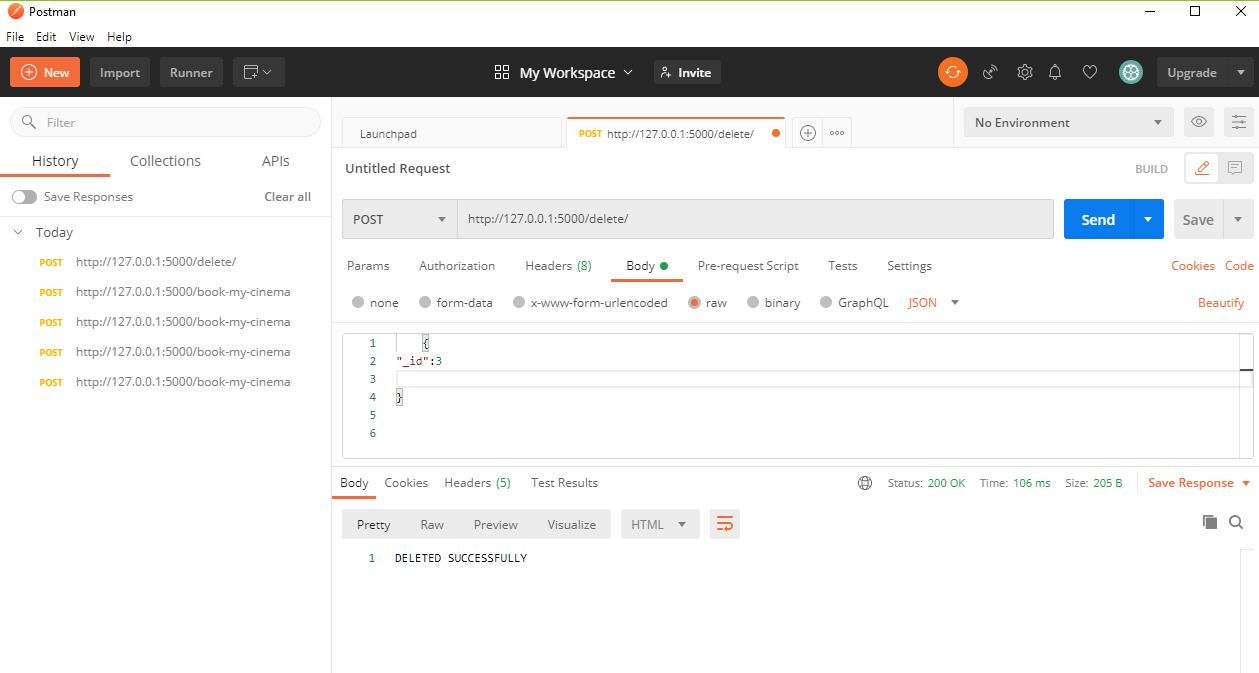 Postman
File Edit View Help
New Import Runner My Workspace Invite Upgrade
Filter
History Collections APIs
Save Responses Clear all
Today
POST http://127.0.0.1:5000/delete/
POST http://127.0.0.1:5000/book-my-cinema
POST http://127.0.0.1:5000/book-my-cinema
POST http://127.0.0.1:5000/book-my-cinema
POST http://127.0.0.1:5000/book-my-cinema
Launchpad POST http://127.0.0.1:5000/delete/ No Environment
Untitled Request BUILD
POST http://127.0.0.1:5000/delete/ Send Save
Params Authorization Headers (8) Body Pre-request Script Tests Settings Cookies Code
none form-data x-www-form-urlencoded raw binary GraphQL JSON Beautify
1 {
2 "_id":3
3
4 }
5
6
Body Cookies Headers (5) Test Results Status: 200 OK Time: 106 ms Size: 205 B Save Response
Pretty Raw Preview Visualize HTML
1 DELETED SUCCESSFULLY